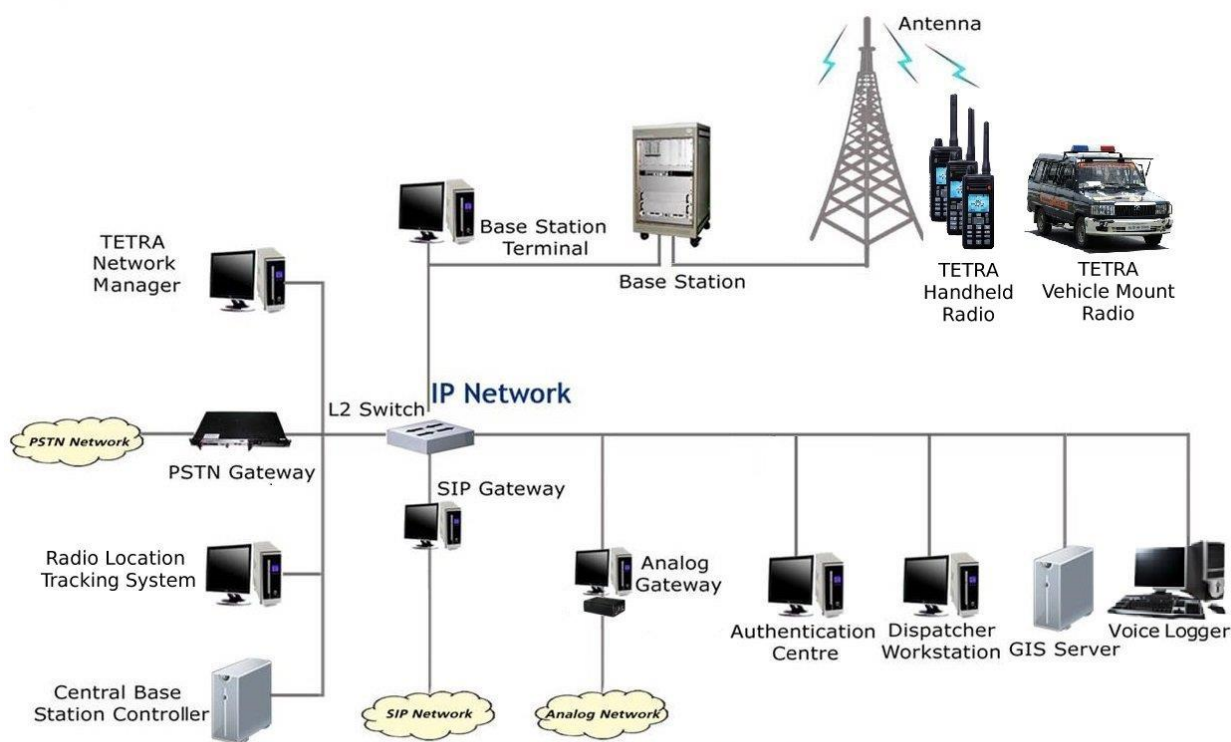 Antenna
Base Station
Terminal
Base Station
TETRA
Handheld
Radio
TETRA
Vehicle Mount
Radio
TETRA
Network
Manager
IP Network
L2 Switch
PSTN Network
PSTN Gateway
SIP Gateway
Radio Location
Tracking System
Analog
Gateway
Authentication
Centre
Dispatcher
Workstation
GIS Server
Voice Logger
Central Base
Station Controller
SIP Network
Analog Network